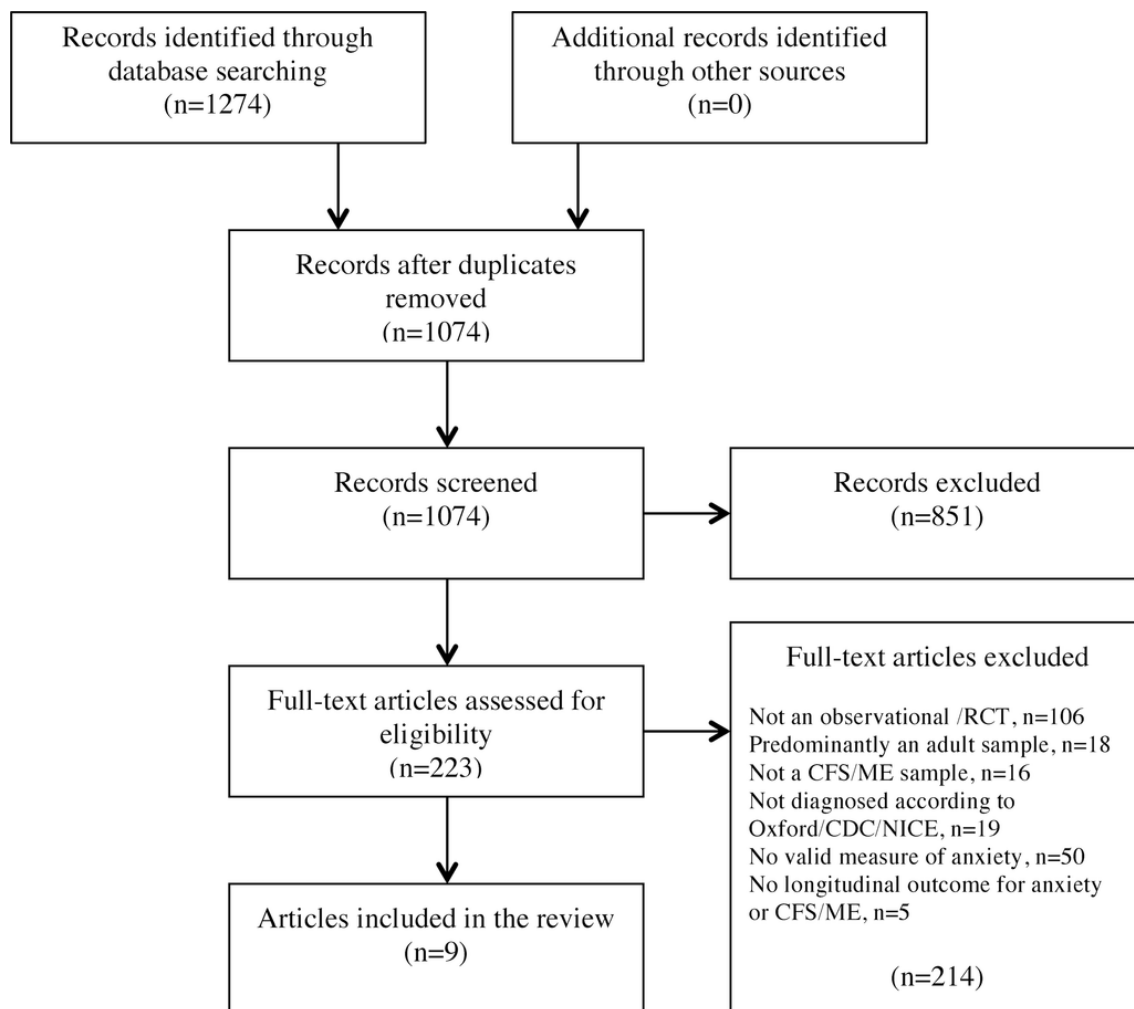 Records identified through
database searching
(n=1274)
Additional records identified
through other sources
(n=0)
Records after duplicates
removed
(n=1074)
Records screened
(n=1074)
Records excluded
(n=851)
Full-text articles assessed for
eligibility
(n=223)
Full-text articles excluded
Not an observational /RCT, n=106
Predominantly an adult sample, n=18
Not a CFS/ME sample, n=16
Not diagnosed according to
Oxford/CDC/NICE, n=19
No valid measure of anxiety, n=50
No longitudinal outcome for anxiety
or CFS/ME, n=5
(n=214)
Articles included in the review
(n=9)